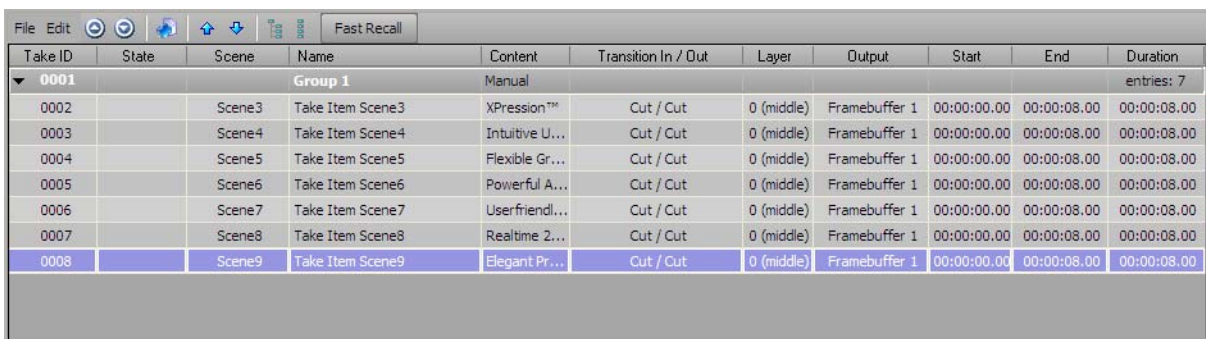 File Edit Fast Recall
Take ID State Scene Name Content Transition In / Out Layer Output Start End Duration
0001 Group 1 Manual entries: 7
0002 Scene3 Take Item Scene3 XPression™ Cut / Cut 0 (middle) Framebuffer 1 00:00:00.00 00:00:08.00 00:00:08.00
0003 Scene4 Take Item Scene4 Intuitive U... Cut / Cut 0 (middle) Framebuffer 1 00:00:00.00 00:00:08.00 00:00:08.00
0004 Scene5 Take Item Scene5 Flexible Gr... Cut / Cut 0 (middle) Framebuffer 1 00:00:00.00 00:00:08.00 00:00:08.00
0005 Scene6 Take Item Scene6 Powerful A... Cut / Cut 0 (middle) Framebuffer 1 00:00:00.00 00:00:08.00 00:00:08.00
0006 Scene7 Take Item Scene7 Userfriendl... Cut / Cut 0 (middle) Framebuffer 1 00:00:00.00 00:00:08.00 00:00:08.00
0007 Scene8 Take Item Scene8 Realtime 2... Cut / Cut 0 (middle) Framebuffer 1 00:00:00.00 00:00:08.00 00:00:08.00
0008 Scene9 Take Item Scene9 Elegant Pr... Cut / Cut 0 (middle) Framebuffer 1 00:00:00.00 00:00:08.00 00:00:08.00